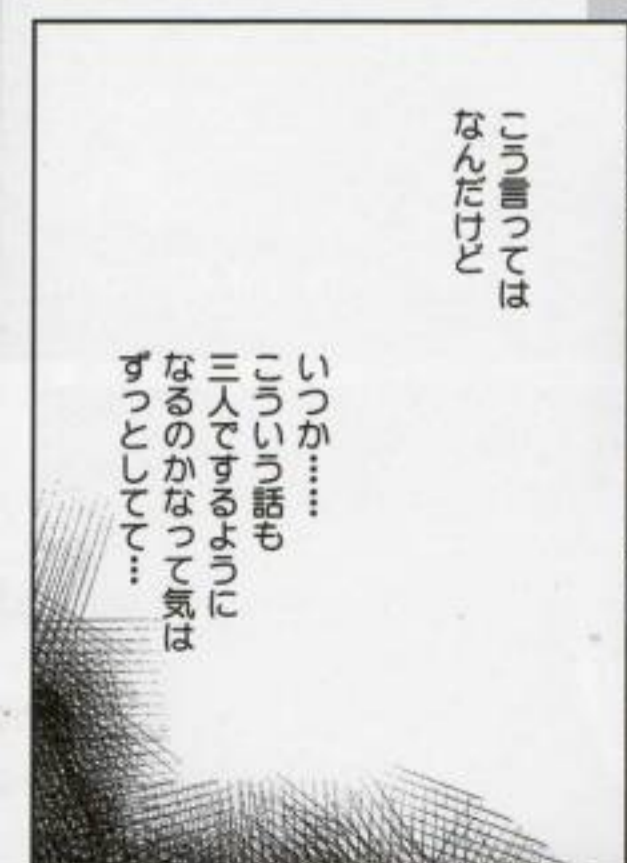 こう言っては
なんだけど
いつか……
こういう話も
三人でするように
なるのかなって気は
ずっとしてて…